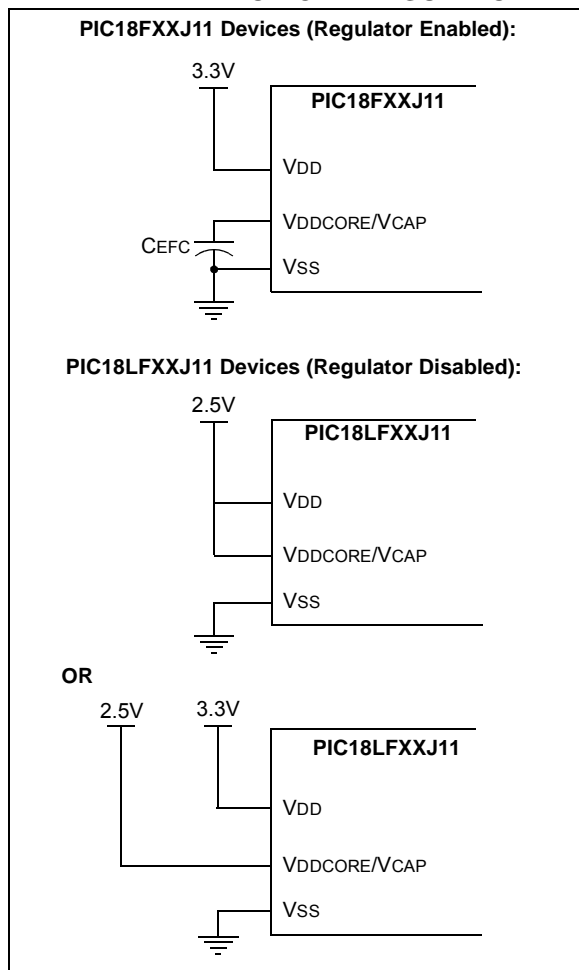 PIC18FXXJ11 Devices (Regulator Enabled):
3.3V
PIC18FXXJ11
VDD
VDDCORE/VCAP
CEFC
VSS
PIC18LFXXJ11 Devices (Regulator Disabled):
2.5V
PIC18LFXXJ11
VDD
VDDCORE/VCAP
VSS
OR
2.5V 3.3V
PIC18LFXXJ11
VDD
VDDCORE/VCAP
VSS